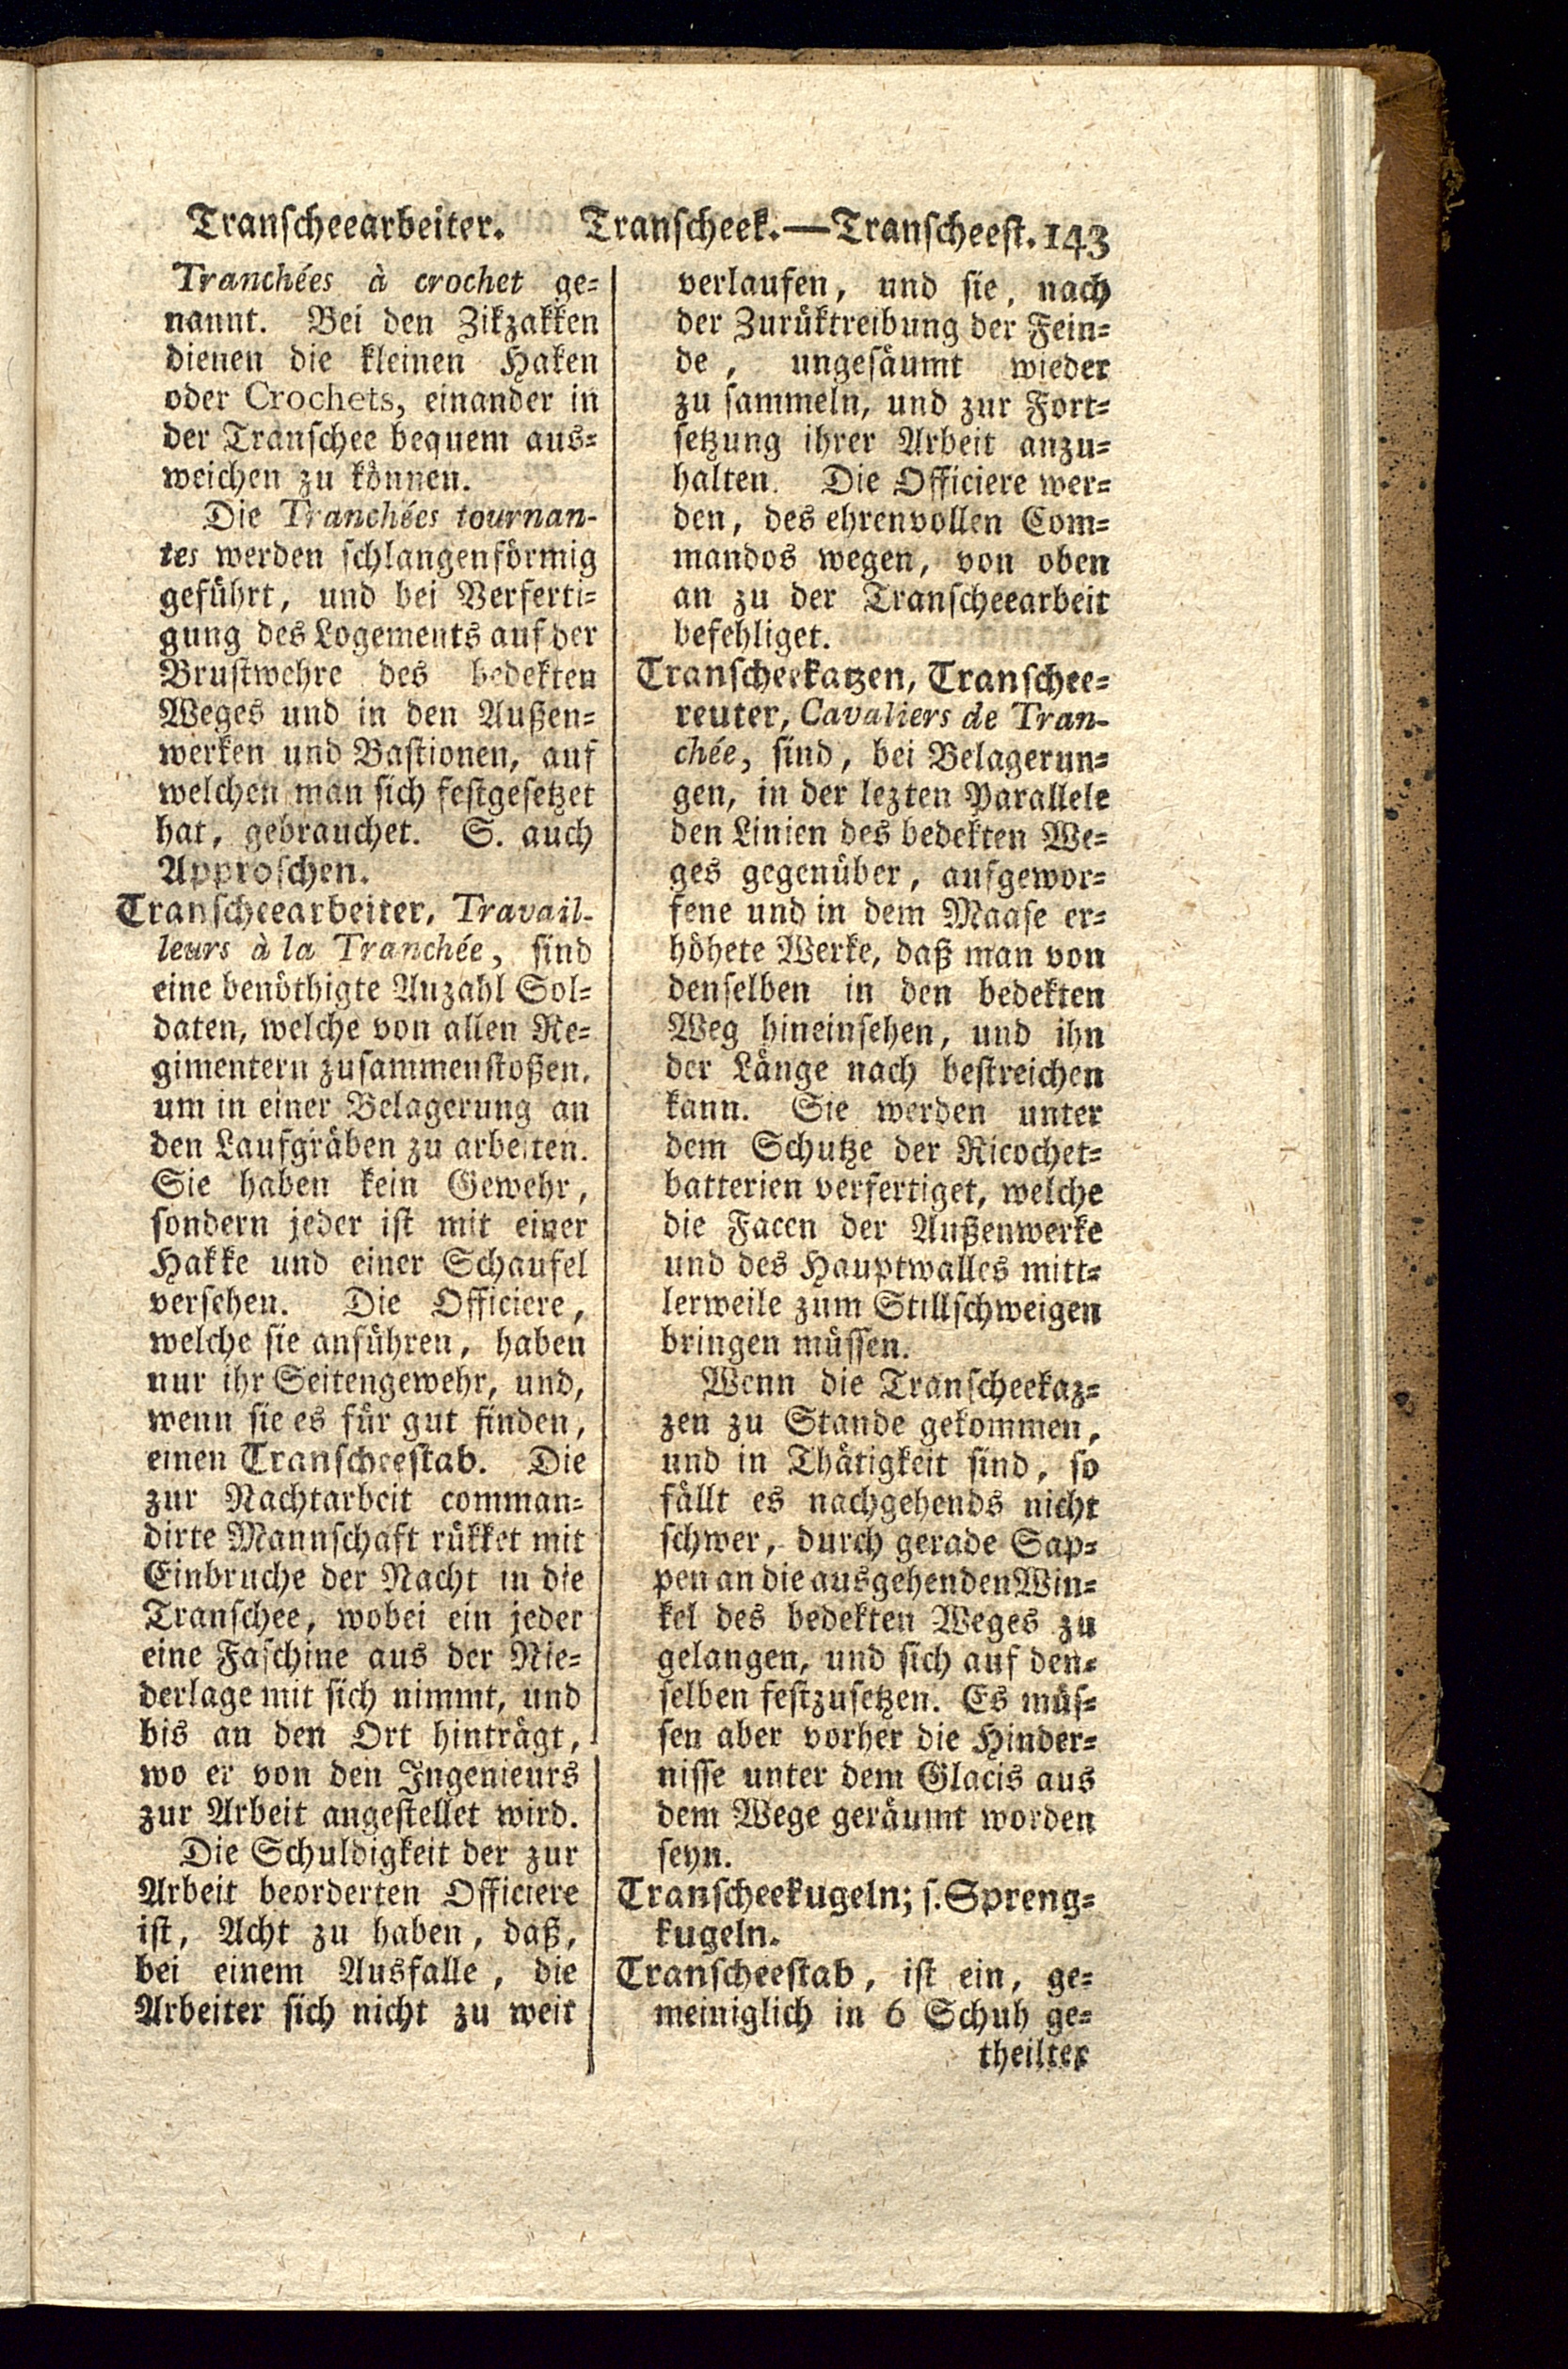 Transcheearbeiter. Transcheek.—Transcheest. 143
Tranchées à crochet ge=
nannt. Bei den Zikzakken
dienen die kleinen Haken
oder Crochets, einander in
der Transchee bequem aus=
weichen zu können.
Die Tranchées tournan-
tes werden schlangenförmig
geführt, und bei Verferti=
gung des Logements auf der
Brustwehre des bedekten
Weges und in den Außen=
werken und Bastionen, auf
welchen man sich festgesetzet
hat, gebrauchet. S. auch
Approschen.
Transcheearbeiter, Travail-
leurs à la Tranchée, sind
eine benöthigte Anzahl Sol=
daten, welche von allen Re=
gimentern zusammenstoßen,
um in einer Belagerung an
den Laufgräben zu arbeiten.
Sie haben kein Gewehr,
sondern jeder ist mit einer
Hakke und einer Schaufel
versehen. Die Officiere,
welche sie anführen, haben
nur ihr Seitengewehr, und,
wenn sie es für gut finden,
einen Transcheestab. Die
zur Nachtarbeit comman=
dirte Mannschaft rükket mit
Einbruche der Nacht in die
Transchee, wobei ein jeder
eine Faschine aus der Nie=
derlage mit sich nimmt, und
bis an den Ort hinträgt,
wo er von den Ingenieurs
zur Arbeit angestellet wird.
Die Schuldigkeit der zur
Arbeit beorderten Officiere
ist, Acht zu haben, daß,
bei einem Ausfalle, die
Arbeiter sich nicht zu weit
verlaufen, und sie, nach
der Zurüktreibung der Fein=
de, ungesäumt wieder
zu sammeln, und zur Fort=
setzung ihrer Arbeit anzu=
halten. Die Officiere wer=
den, des ehrenvollen Com=
mandos wegen, von oben
an zu der Transcheearbeit
befehliget.
Transcheekatzen, Transchee=
reuter, Cavaliers de Tran-
chée, sind, bei Belagerun=
gen, in der lezten Parallele
den Linien des bedekten We=
ges gegenüber, aufgewor=
fene und in dem Maase er=
höhete Werke, daß man von
denselben in den bedekten
Weg hineinsehen, und ihn
der Länge nach bestreichen
kann. Sie werden unter
dem Schutze der Ricochet=
batterien verfertiget, welche
die Facen der Außenwerke
und des Hauptwalles mitt=
lerweile zum Stillschweigen
bringen müssen.
Wenn die Transcheekaz=
zen zu Stande gekommen,
und in Thätigkeit sind, so
fällt es nachgehends nicht
schwer, durch gerade Sap=
pen an die ausgehenden Win=
kel des bedekten Weges zu
gelangen, und sich auf den=
selben festzusetzen. Es müs=
sen aber vorher die Hinder=
nisse unter dem Glacis aus
dem Wege geräumt worden
seyn.
Transcheekugeln; s. Spreng=
kugeln.
Transcheestab, ist ein, ge=
meiniglich in 6 Schuh ge=
theilter